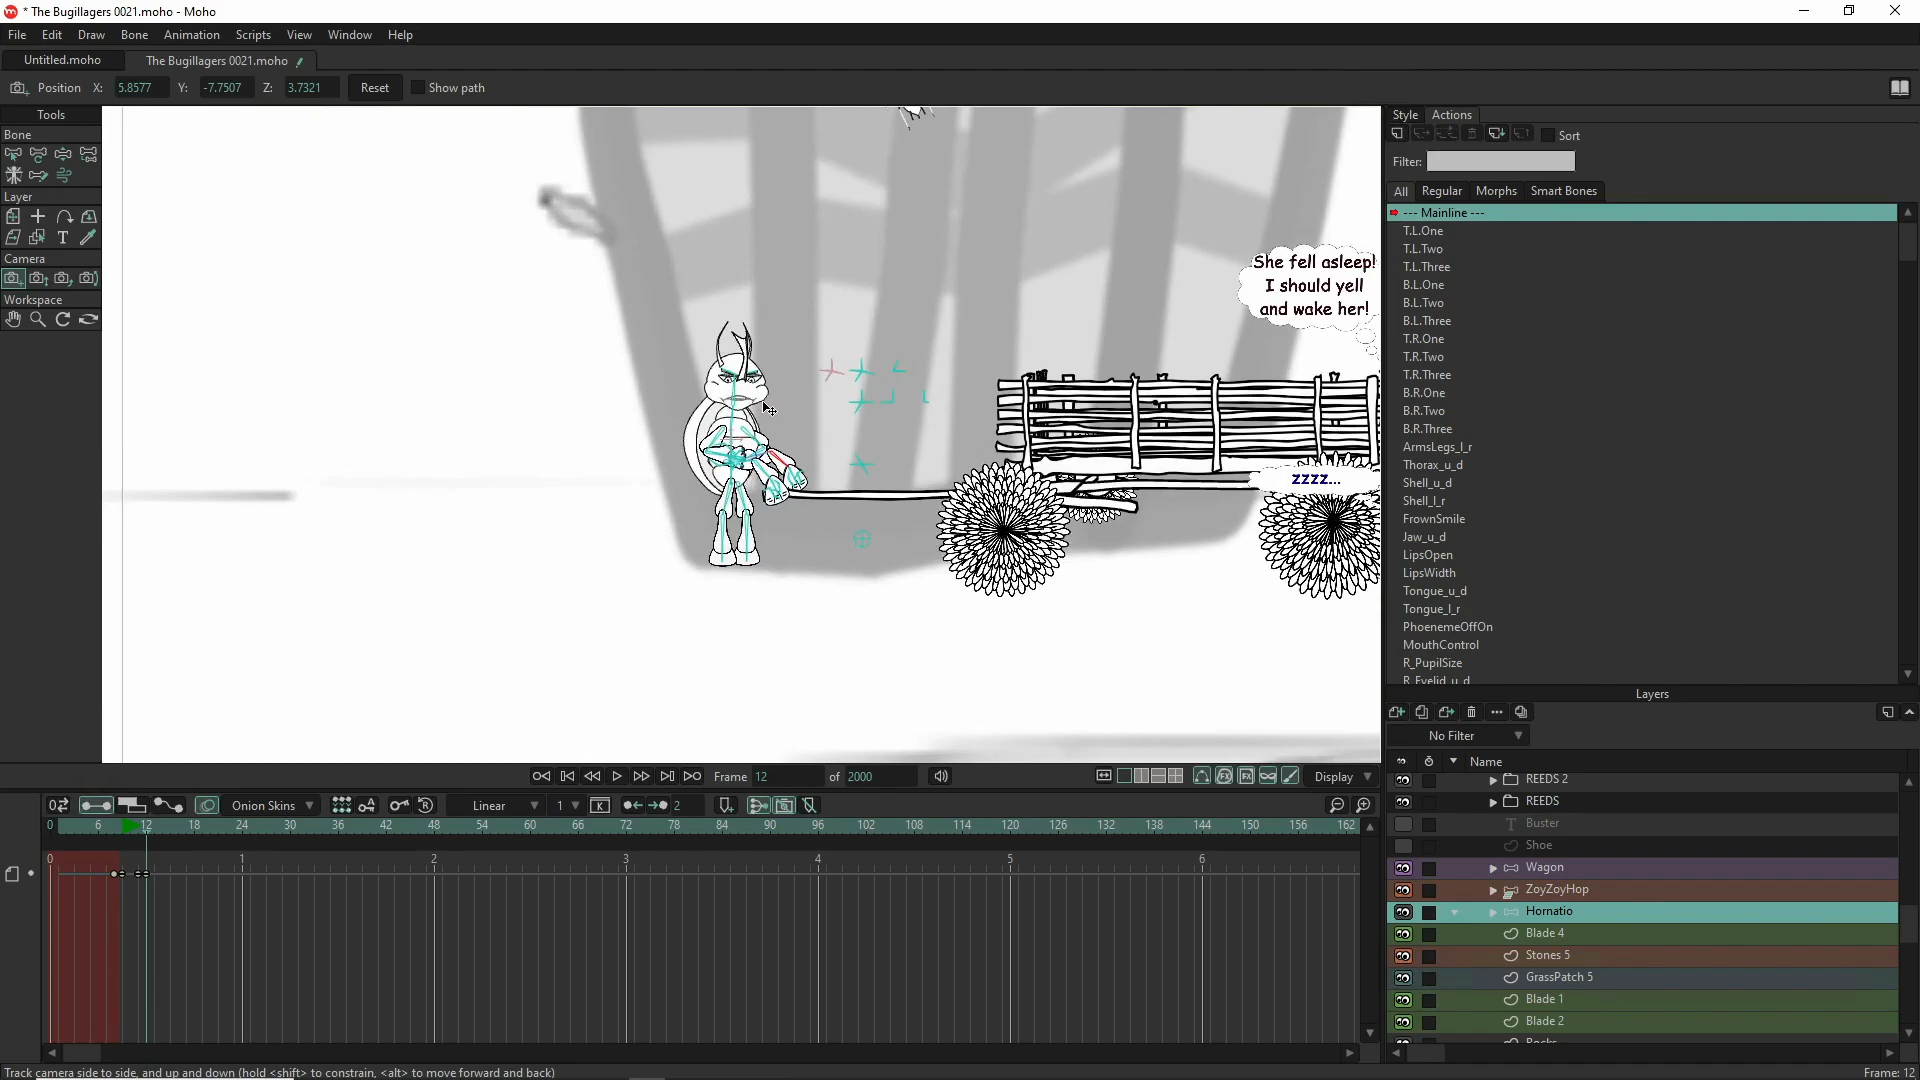 * The Bugillagers 0021.moho - Moho
File Edit Draw Bone Animation Scripts View Window Help
Untitled.moho The Bugillagers 0021.moho
Position X: 5.8577 Y: -7.7507 Z: 3.7321 Reset Show path
Tools
Bone
Layer
Camera
Workspace
She fell asleep!
I should yell
and wake her!
zzzz...
Style Actions
Sort
Filter:
All Regular Morphs Smart Bones
--- Mainline ---
T.L.One
T.L.Two
T.L.Three
B.L.One
B.L.Two
B.L.Three
T.R.One
T.R.Two
T.R.Three
B.R.One
B.R.Two
B.R.Three
ArmsLegs_l_r
Thorax_u_d
Shell_u_d
Shell_l_r
FrownSmile
Jaw_u_d
LipsOpen
LipsWidth
Tongue_u_d
Tongue_l_r
PhoenemeOffOn
MouthControl
R_PupilSize
R_Eyelid_u_d
Layers
No Filter
Name
REEDS 2
REEDS
Buster
Shoe
Wagon
ZoyZoyHop
Hornatio
Blade 4
Stones 5
GrassPatch 5
Blade 1
Blade 2
Rocks
Frame 12 of 2000 Display
Onion Skins Linear 1 2
0 6 12 18 24 30 36 42 48 54 60 66 72 78 84 90 96 102 108 114 120 126 132 138 144 150 156 162
0 1 2 3 4 5 6
Track camera side to side, and up and down (hold <shift> to constrain, <alt> to move forward and back) Frame: 12